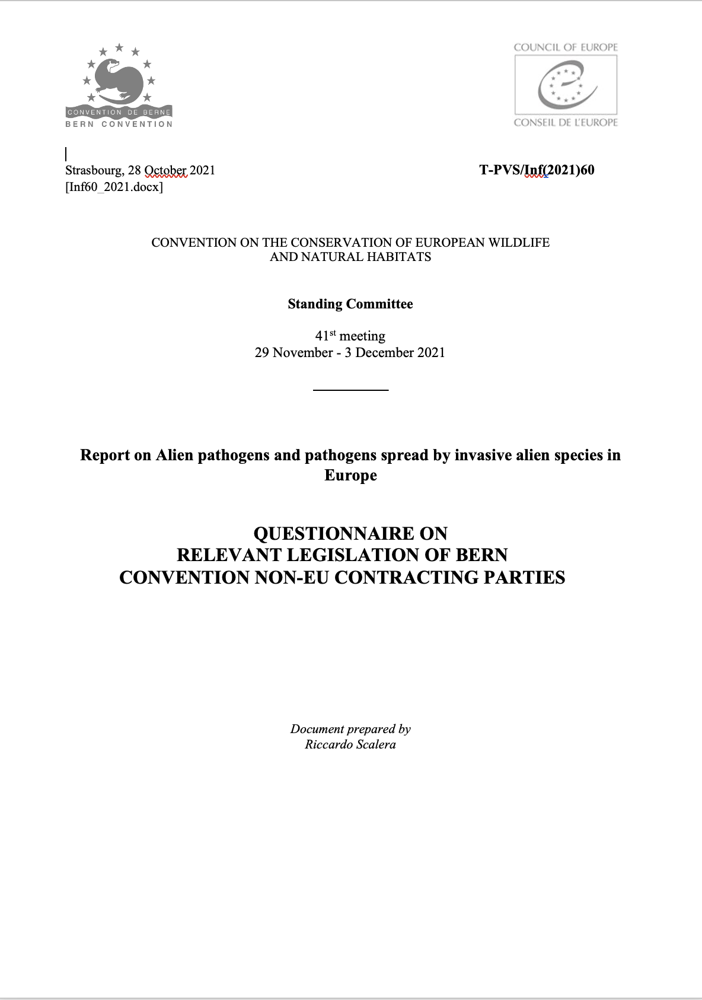 COUNCIL OF EUROPE
CONVENTION DE BERNE
BERN CONVENTION
CONSEIL DE L'EUROPE
Strasbourg, 28 October 2021
T-PVS/Inf(2021)60
[Inf60_2021.docx]
CONVENTION ON THE CONSERVATION OF EUROPEAN WILDLIFE
AND NATURAL HABITATS
Standing Committee
41st meeting
29 November - 3 December 2021
Report on Alien pathogens and pathogens spread by invasive alien species in
Europe
QUESTIONNAIRE ON
RELEVANT LEGISLATION OF BERN
CONVENTION NON-EU CONTRACTING PARTIES
Document prepared by
Riccardo Scalera